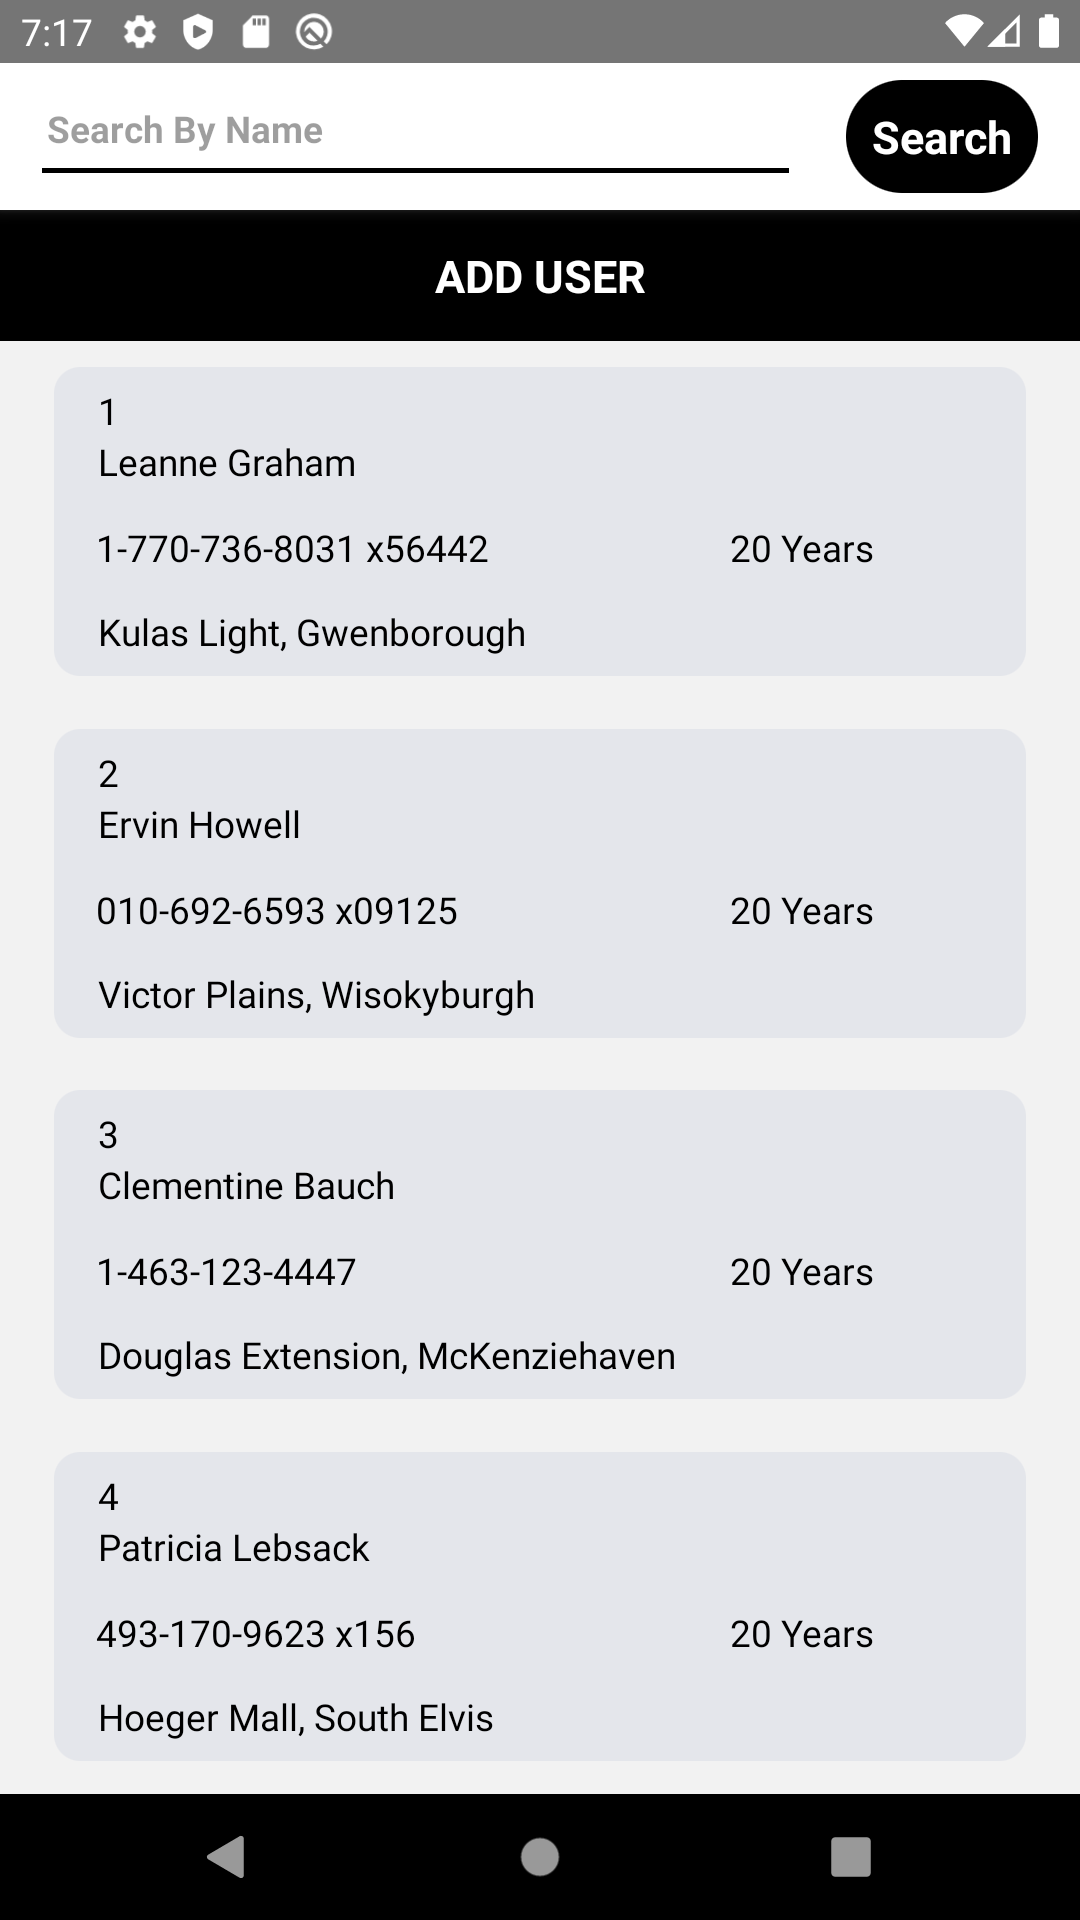 7:17
Search By Name
Search
ADD USER
1
Leanne Graham
1-770-736-8031 x56442 20 Years
Kulas Light, Gwenborough
2
Ervin Howell
010-692-6593 x09125 20 Years
Victor Plains, Wisokyburgh
3
Clementine Bauch
1-463-123-4447 20 Years
Douglas Extension, McKenziehaven
4
Patricia Lebsack
493-170-9623 x156 20 Years
Hoeger Mall, South Elvis